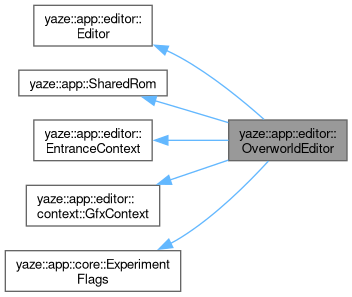 yaze::app::editor::
Editor
yaze::app::SharedRom
yaze::app::editor::
EntranceContext
yaze::app::editor::
OverworldEditor
yaze::app::editor::
context::GfxContext
yaze::app::core::Experiment
Flags